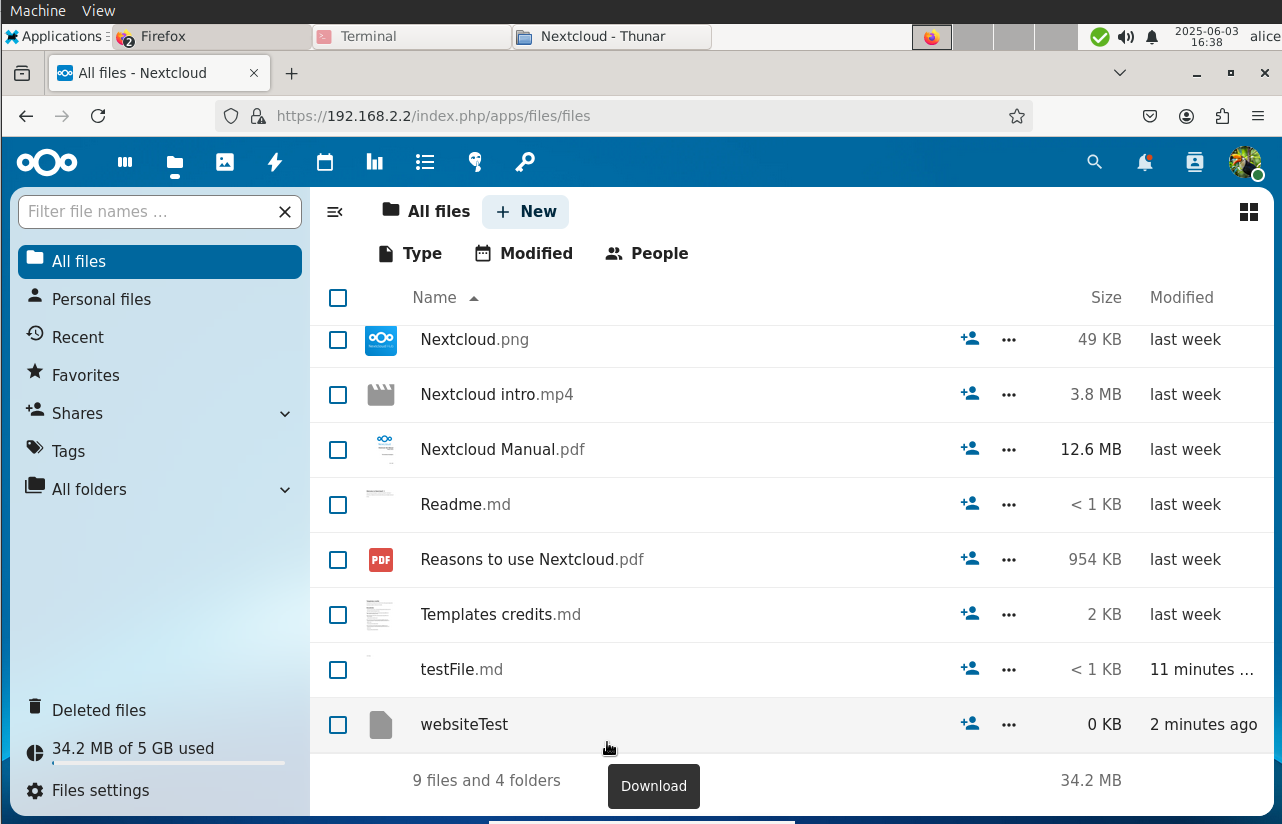 Machine View
Applications Firefox 2 Terminal Nextcloud - Thunar 2025-06-03 16:38 alice
All files - Nextcloud
https://192.168.2.2/index.php/apps/files/files
Filter file names ...
All files
Personal files
Recent
Favorites
Shares
Tags
All folders
Deleted files
34.2 MB of 5 GB used
Files settings
All files + New
Type Modified People
Name Size Modified
Nextcloud.png 49 KB last week
Nextcloud intro.mp4 3.8 MB last week
Nextcloud Manual.pdf 12.6 MB last week
Readme.md < 1 KB last week
PDF Reasons to use Nextcloud.pdf 954 KB last week
Templates credits.md 2 KB last week
testFile.md < 1 KB 11 minutes ...
websiteTest 0 KB 2 minutes ago
9 files and 4 folders 34.2 MB
Download